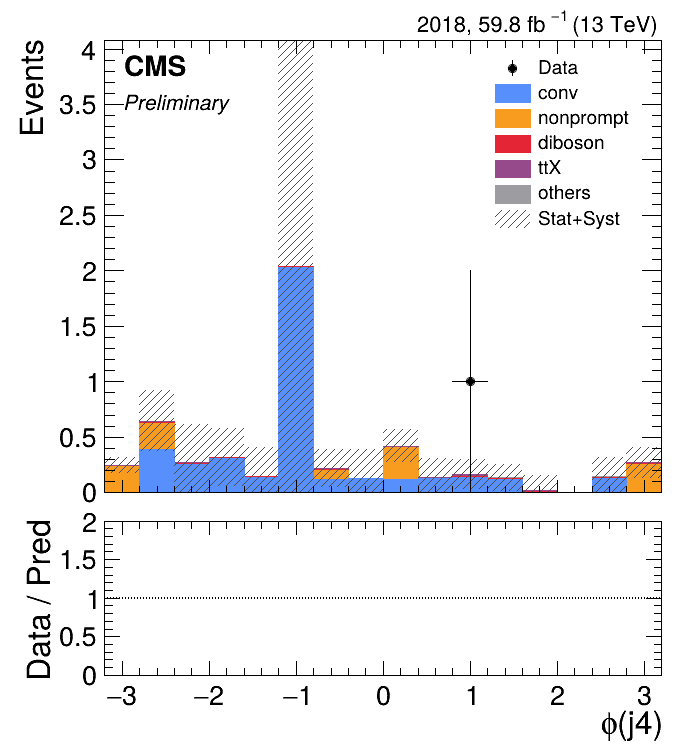 2018, 59.8 fb⁻¹ (13 TeV)
CMS
Preliminary
Events
4
3.5
3
2.5
2
1.5
1
0.5
0
Data
conv
nonprompt
diboson
ttX
others
Stat+Syst
Data / Pred
2
1.5
1
0.5
0
−3 −2 −1 0 1 2 3
ϕ(j4)